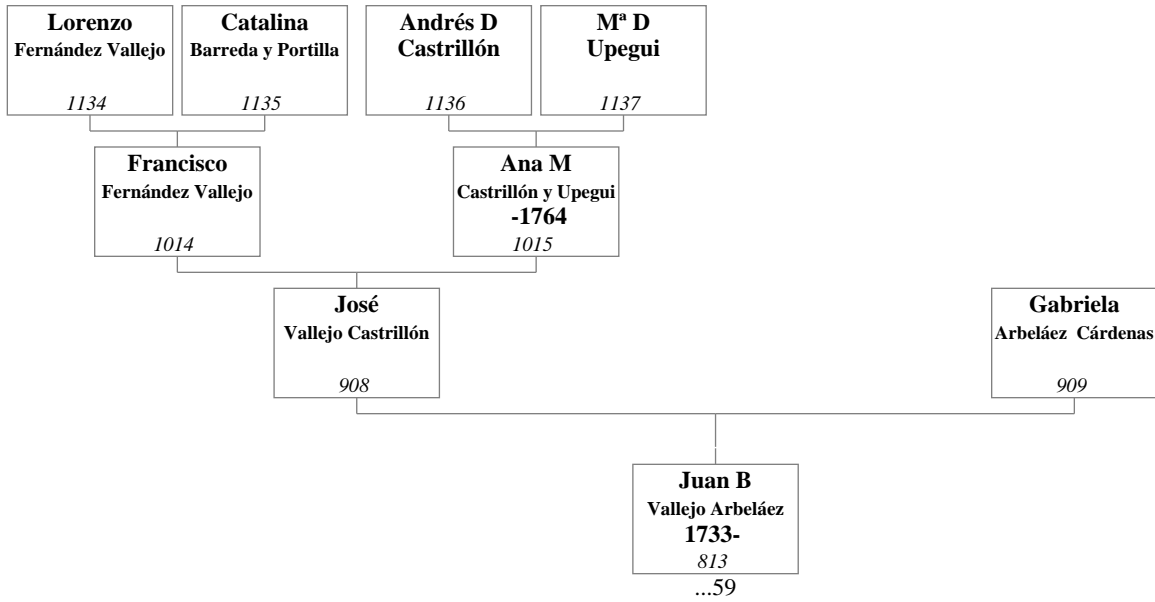 Lorenzo
Fernández Vallejo
1134
Catalina
Barreda y Portilla
1135
Andrés D
Castrillón
1136
Mª D
Upegui
1137
Francisco
Fernández Vallejo
1014
Ana M
Castrillón y Upegui
-1764
1015
José
Vallejo Castrillón
908
Gabriela
Arbeláez Cárdenas
909
Juan B
Vallejo Arbeláez
1733-
813
...59